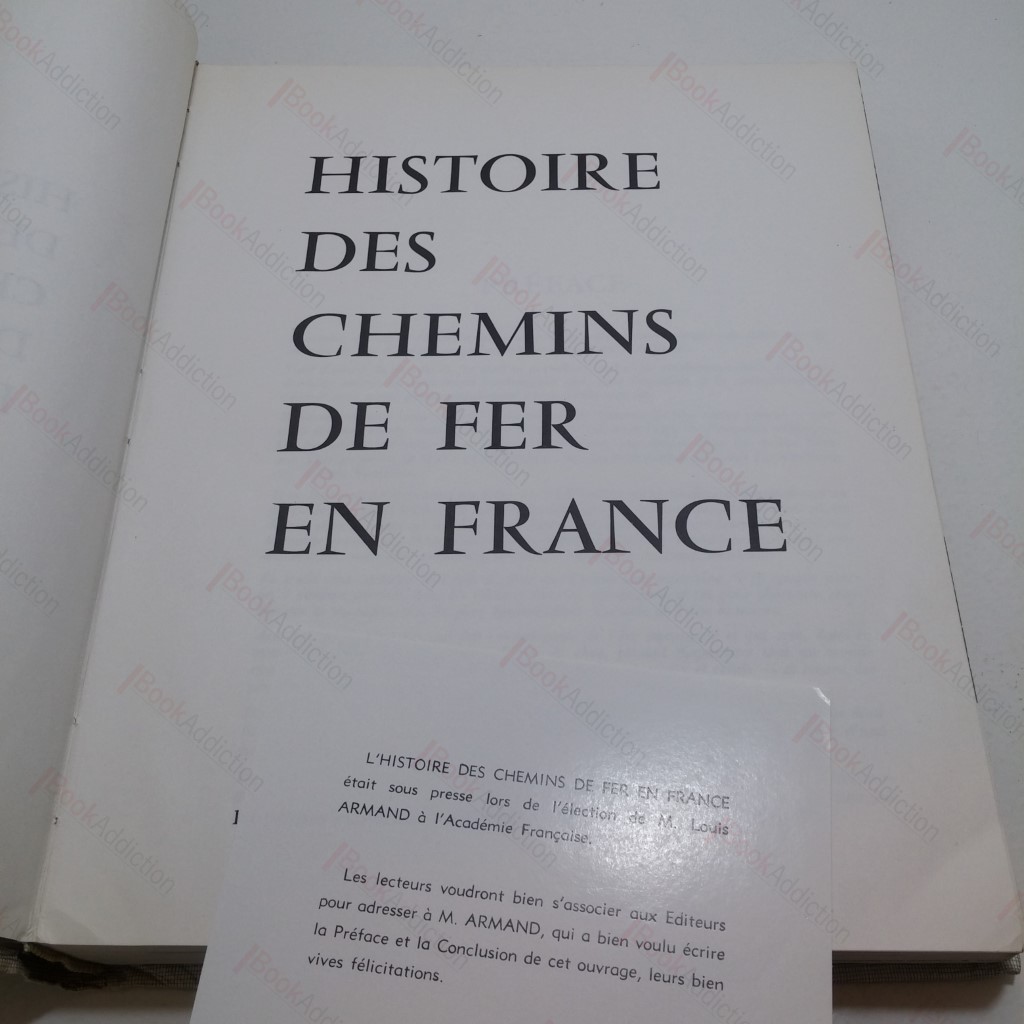 HISTOIRE
DES
CHEMINS
DE FER
EN FRANCE
1
L'HISTOIRE DES CHEMINS DE FER EN FRANCE
était sous presse lors de l'élection de M. Louis
ARMAND à l'Académie Française.
Les lecteurs voudront bien s'associer aux Editeurs
pour adresser à M. ARMAND, qui a bien voulu écrire
la Préface et la Conclusion de cet ouvrage, leurs bien
vives félicitations.
BookAddiction